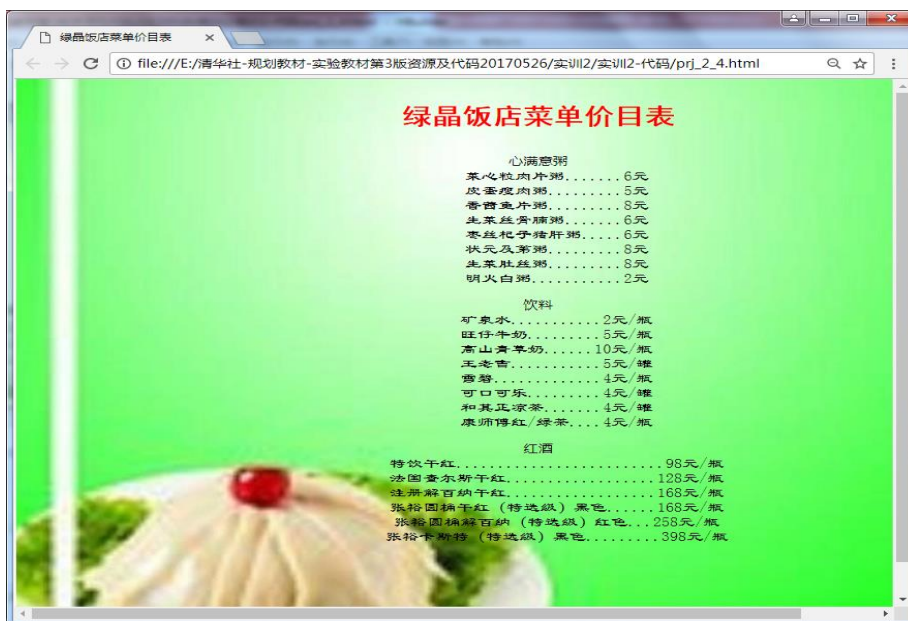 绿晶饭店菜单价目表
file:///E:/清华社-规划教材-实验教材第3版资源及代码20170526/实训2/实训2-代码/prj_2_4.html
绿晶饭店菜单价目表
心满意粥
菜心粒肉片粥.......6元
皮蛋瘦肉粥.........5元
香茜鱼片粥.........8元
生菜丝骨腩粥.......6元
枣丝杞子猪肝粥.....6元
状元及第粥.........8元
生菜肚丝粥.........8元
明火白粥...........2元
饮料
矿泉水...........2元/瓶
旺仔牛奶.........5元/瓶
高山青草奶......10元/瓶
王老吉...........5元/罐
雪碧.............4元/瓶
可口可乐.........4元/罐
和其正凉茶.......4元/罐
康师傅红/绿茶....4元/瓶
红酒
特饮干红.........................98元/瓶
法国查尔斯干红..................128元/瓶
注册解百纳干红..................168元/瓶
张裕圆桶干红（特选级）黑色......168元/瓶
张裕圆桶解百纳（特选级）红色...258元/瓶
张裕卡斯特（特选级）黑色.........398元/瓶